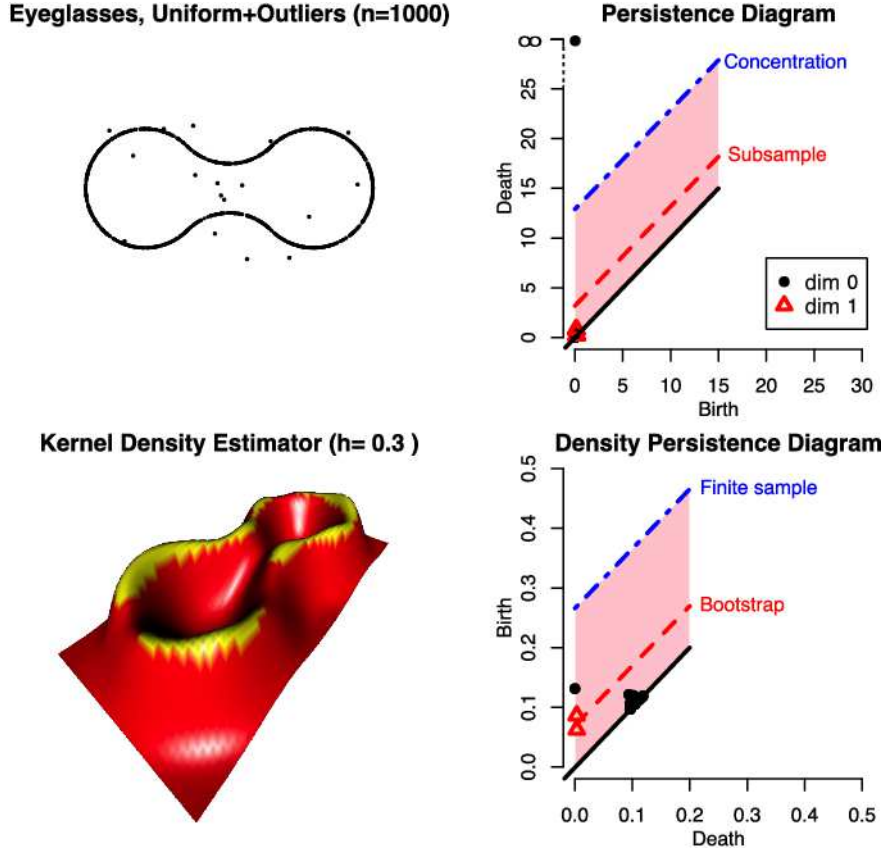 Eyeglasses, Uniform+Outliers (n=1000)
Persistence Diagram
∞
25
20
15
10
5
0
Death
Concentration
Subsample
dim 0
dim 1
0 5 10 15 20 25 30
Birth
Kernel Density Estimator (h= 0.3 )
Density Persistence Diagram
0.5
0.4
0.3
0.2
0.1
0.0
Birth
Finite sample
Bootstrap
0.0 0.1 0.2 0.3 0.4 0.5
Death